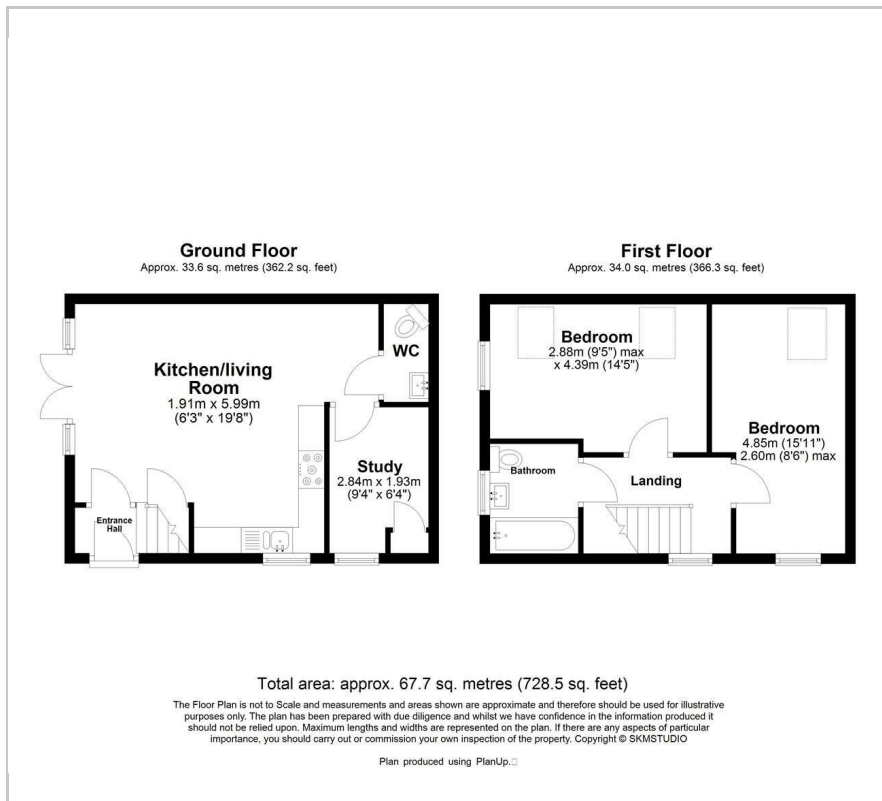 Ground Floor
Approx. 33.6 sq. metres (362.2 sq. feet)
WC
Kitchen/living
Room
1.91m x 5.99m
(6'3" x 19'8")
Study
2.84m x 1.93m
(9'4" x 6'4")
Entrance
Hall
First Floor
Approx. 34.0 sq. metres (366.3 sq. feet)
Bedroom
2.88m (9'5") max
x 4.39m (14'5")
Bedroom
4.85m (15'11")
2.60m (8'6") max
Bathroom
Landing
Total area: approx. 67.7 sq. metres (728.5 sq. feet)
The Floor Plan is not to Scale and measurements and areas shown are approximate and therefore should be used for illustrative
purposes only. The plan has been prepared with due diligence and whilst we have confidence in the information produced it
should not be relied upon. Maximum lengths and widths are represented on the plan. If there are any aspects of particular
importance, you should carry out or commission your own inspection of the property. Copyright © SKMSTUDIO
Plan produced using PlanUp.□